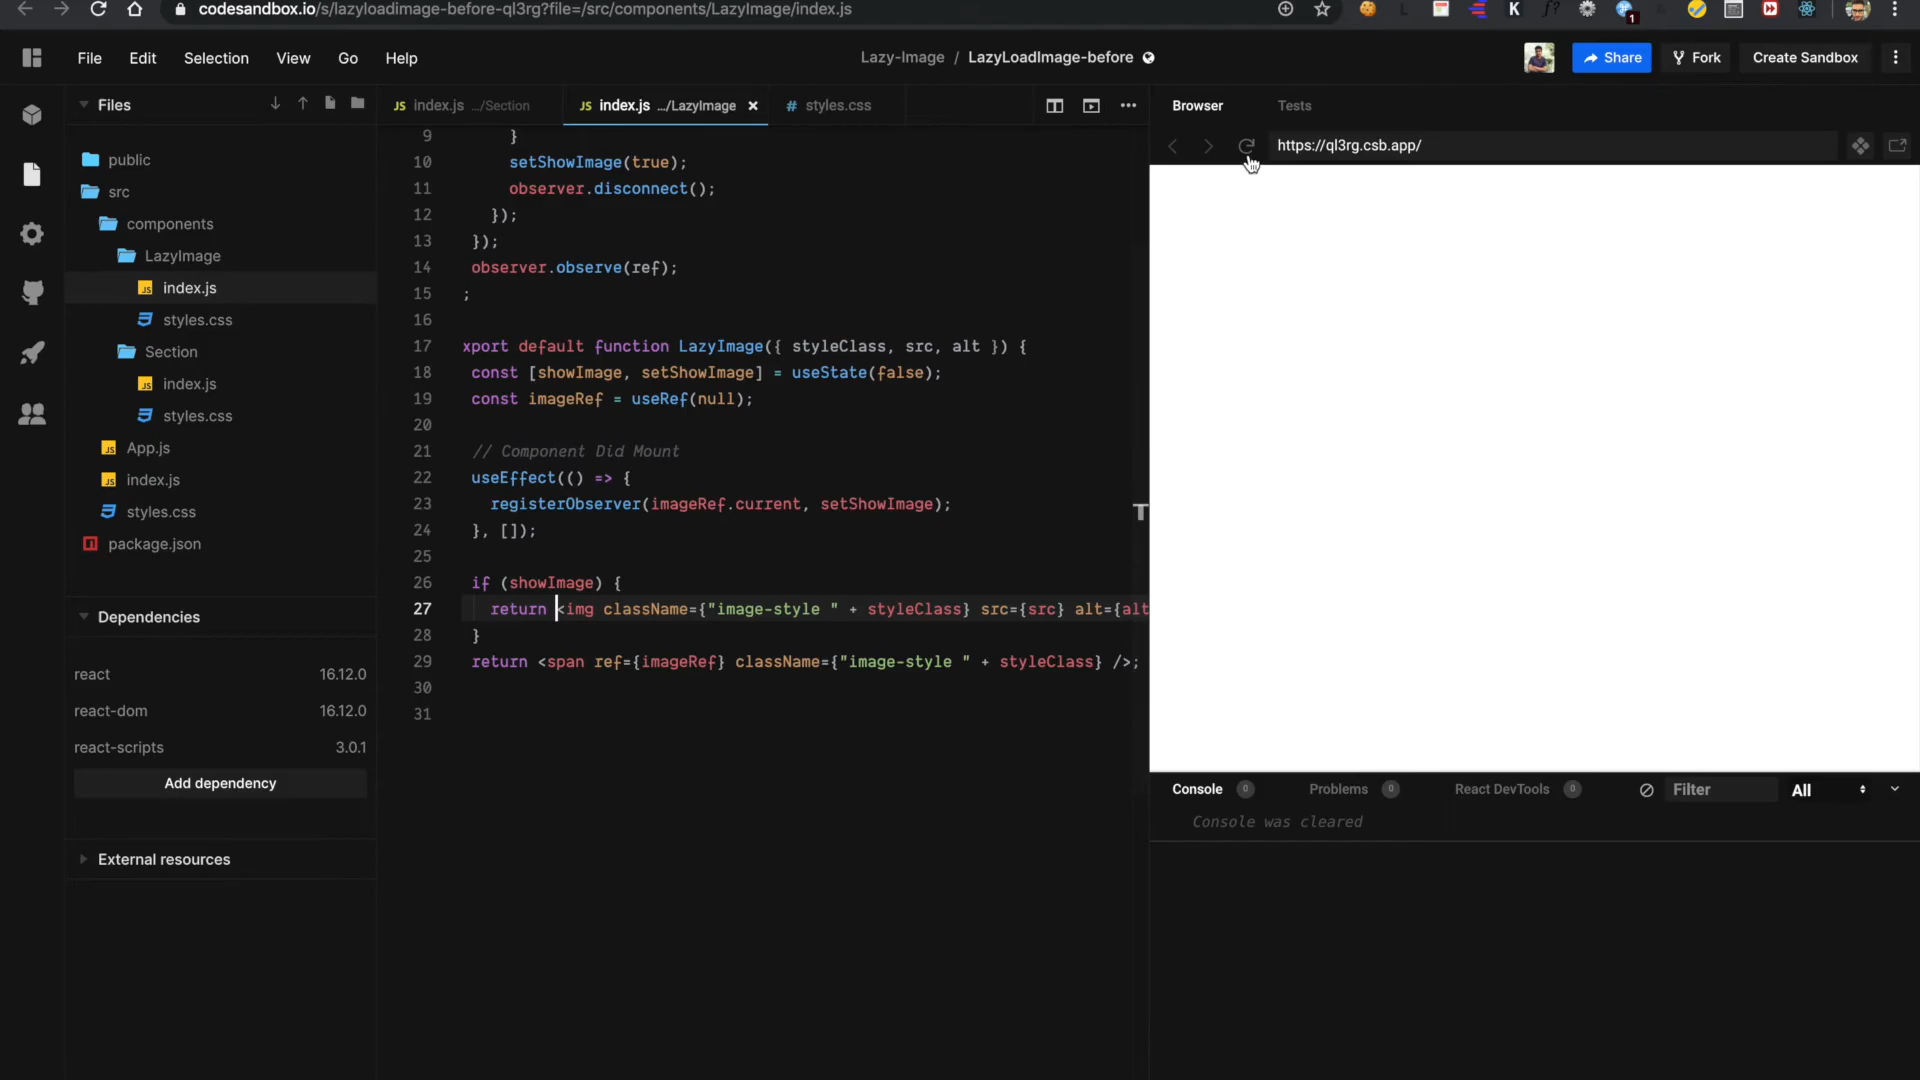 codesandbox.io/s/lazyloadimage-before-ql3rg?file=/src/components/LazyImage/index.js
1
File Edit Selection View Go Help
Lazy-Image / LazyLoadImage-before
Share
Fork
Create Sandbox
Files
public
src
components
LazyImage
index.js
styles.css
Section
index.js
styles.css
App.js
index.js
styles.css
package.json
Dependencies
react 16.12.0
react-dom 16.12.0
react-scripts 3.0.1
Add dependency
External resources
JS index.js .../Section
JS index.js .../LazyImage
# styles.css
9 }
10 setShowImage(true);
11 observer.disconnect();
12 });
13 });
14 observer.observe(ref);
15 ;
16
17 xport default function LazyImage({ styleClass, src, alt }) {
18 const [showImage, setShowImage] = useState(false);
19 const imageRef = useRef(null);
20
21 // Component Did Mount
22 useEffect(() => {
23 registerObserver(imageRef.current, setShowImage);
24 }, []);
25
26 if (showImage) {
27 return <img className={"image-style " + styleClass} src={src} alt={alt
28 }
29 return <span ref={imageRef} className={"image-style " + styleClass} />;
30
31
Browser Tests
https://ql3rg.csb.app/
Console 0 Problems 0 React DevTools 0 Filter All
Console was cleared